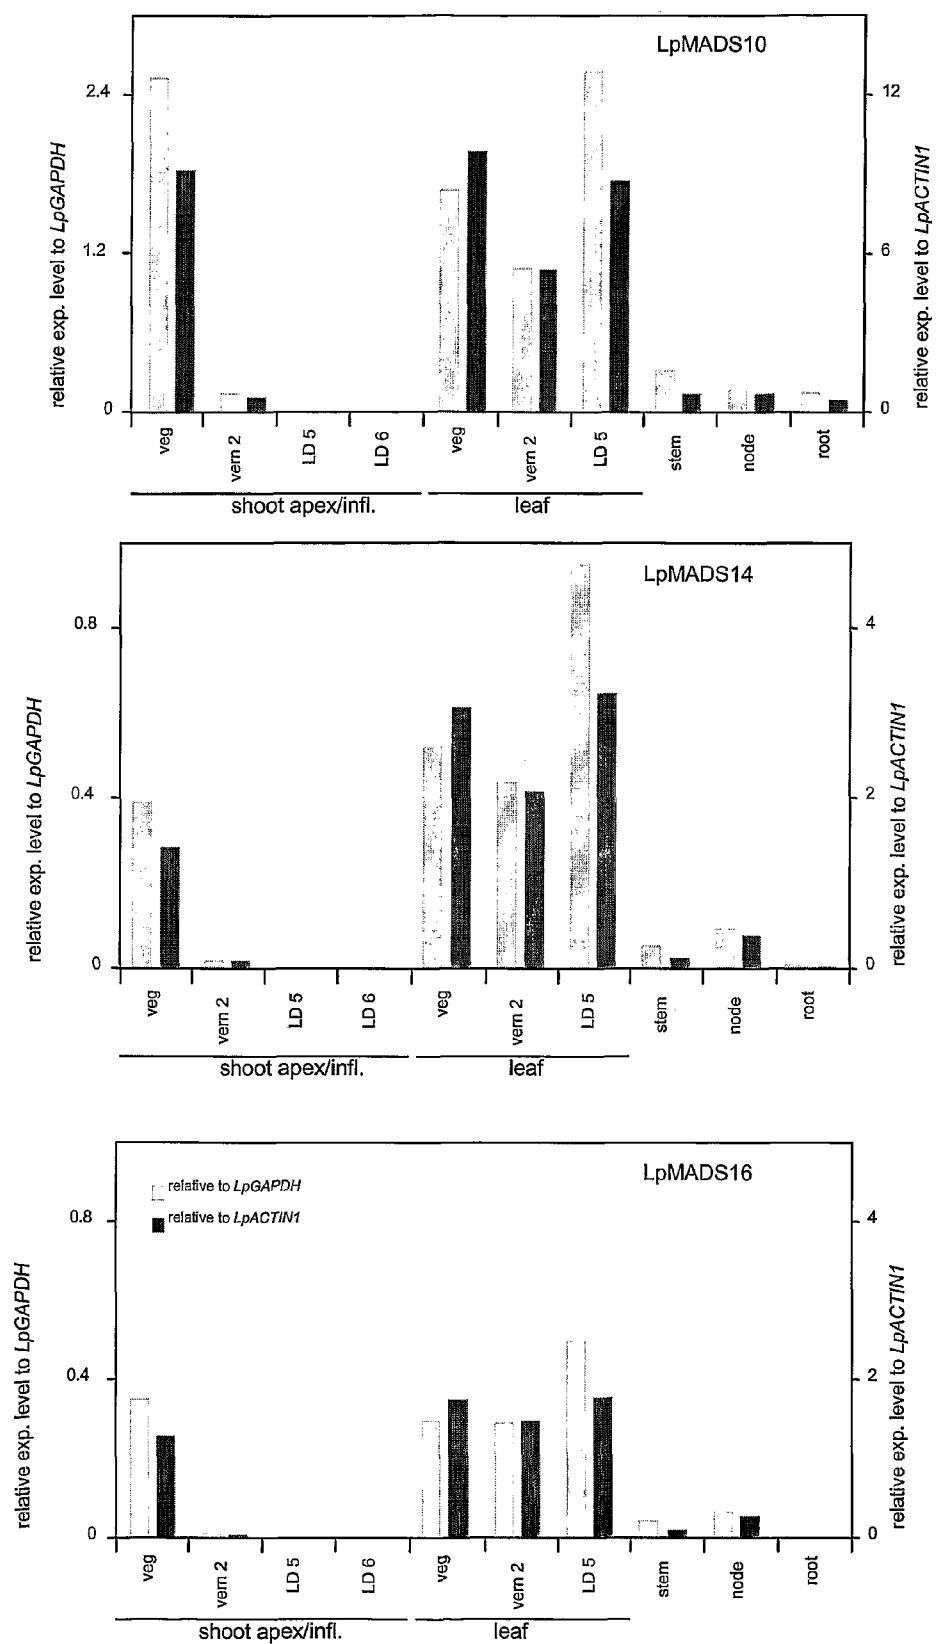 LpMADS10
2.4
12
1.2
6
0
0
relative exp. level to LpGAPDH
relative exp. level to LpACTIN1
veg
vern 2
LD 5
LD 6
veg
vern 2
LD 5
stem
node
root
shoot apex/infl.
leaf
LpMADS14
0.8
4
0.4
2
0
0
relative exp. level to LpGAPDH
relative exp. level to LpACTIN1
veg
vern 2
LD 5
LD 6
veg
vern 2
LD 5
stem
node
root
shoot apex/infl.
leaf
LpMADS16
relative to LpGAPDH
relative to LpACTIN1
0.8
4
0.4
2
0
0
relative exp. level to LpGAPDH
relative exp. level to LpACTIN1
veg
vern 2
LD 5
LD 6
veg
vern 2
LD 5
stem
node
root
shoot apex/infl.
leaf